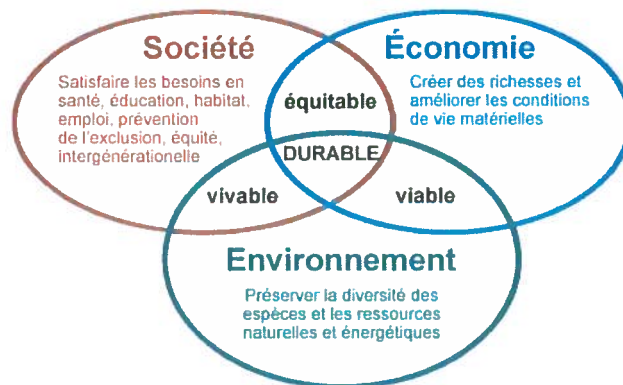 Société
Satisfaire les besoins en
santé, éducation, habitat,
emploi, prévention
de l'exclusion, équité,
intergénérationelle
Économie
Créer des richesses et
améliorer les conditions
de vie matérielles
équitable
DURABLE
vivable
viable
Environnement
Préserver la diversité des
espèces et les ressources
naturelles et énergétiques